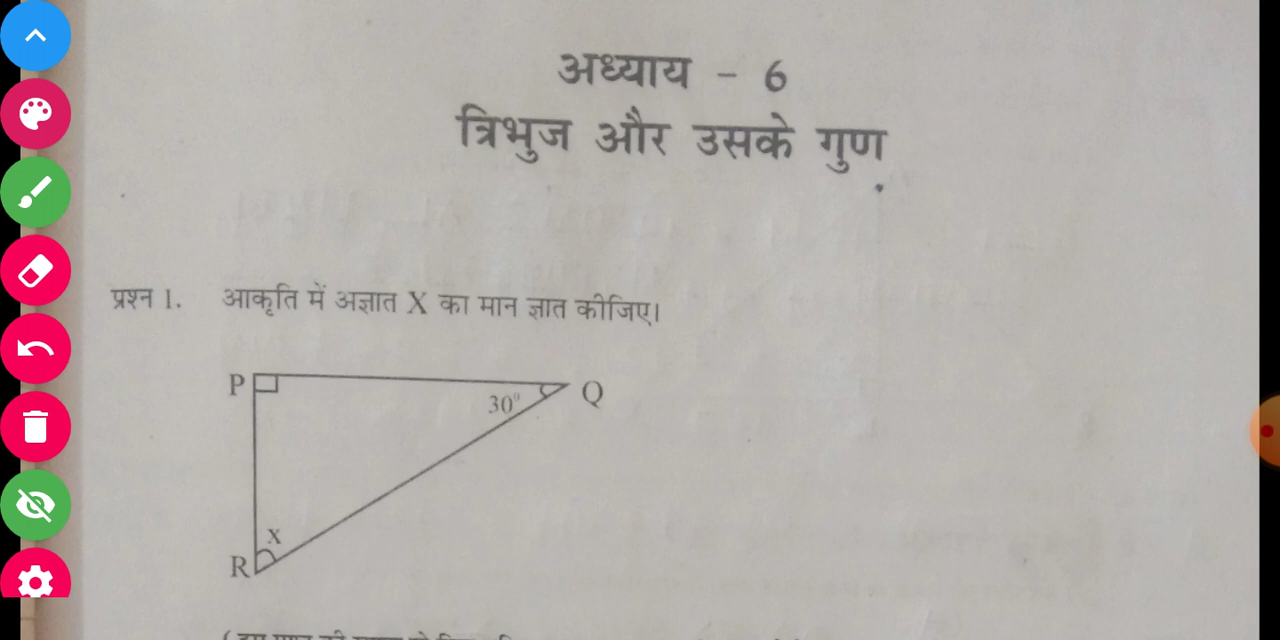 अध्याय - 6
त्रिभुज और उसके गुण
प्रश्न 1. आकृति में अज्ञात X का मान ज्ञात कीजिए।
P
Q
30°
X
R